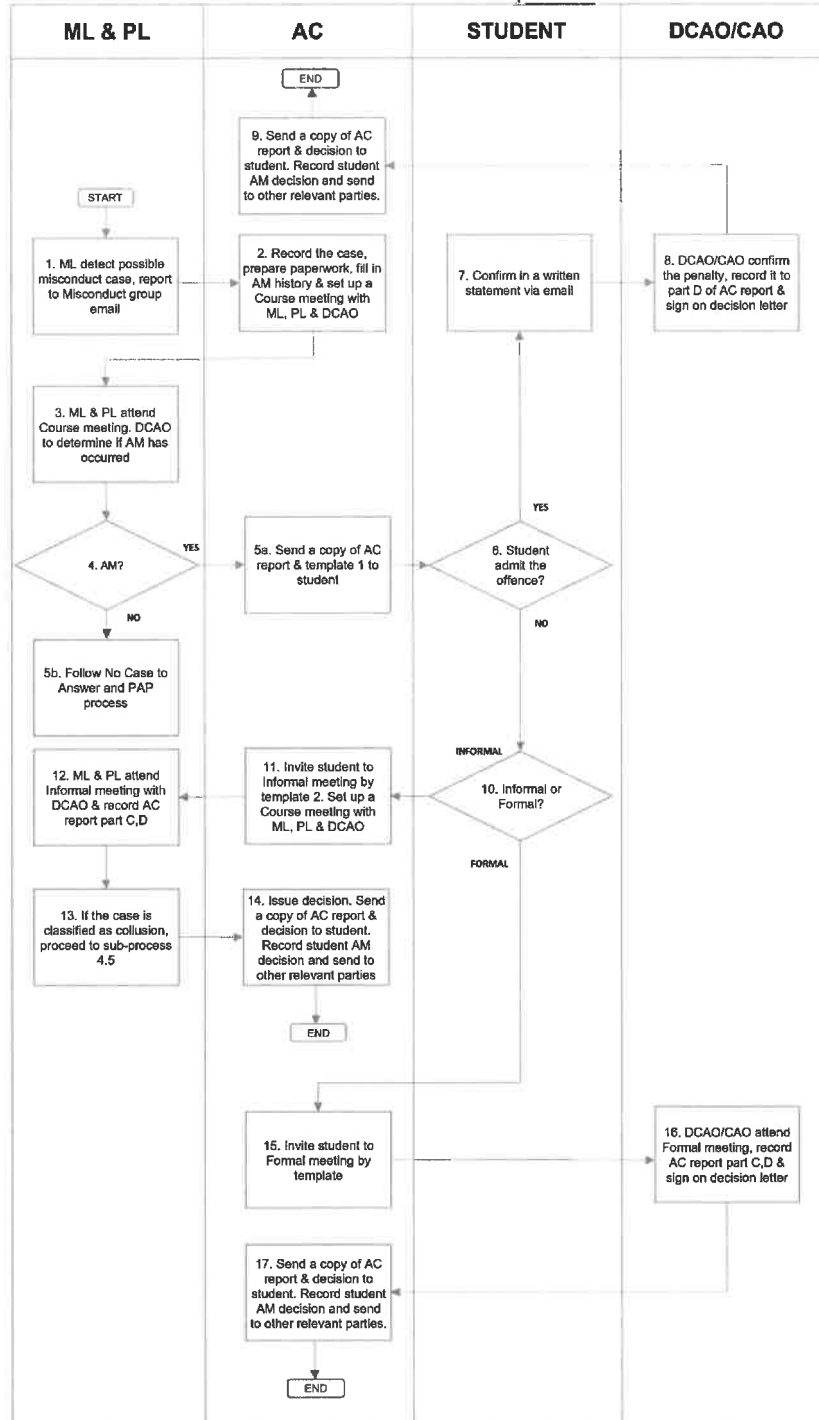 ML & PL
AC
STUDENT
DCAO/CAO
END
9. Send a copy of AC
report & decision to
student. Record student
AM decision and send
to other relevant parties.
START
1. ML detect possible
misconduct case, report
to Misconduct group
email
2. Record the case,
prepare paperwork, fill in
AM history & set up a
Course meeting with
ML, PL & DCAO
7. Confirm in a written
statement via email
8. DCAO/CAO confirm
the penalty, record it to
part D of AC report &
sign on decision letter
3. ML & PL attend
Course meeting. DCAO
to determine if AM has
occurred
4. AM?
YES
NO
5a. Send a copy of AC
report & template 1 to
student
YES
6. Student
admit the
offence?
NO
5b. Follow No Case to
Answer and PAP
process
12. ML & PL attend
Informal meeting with
DCAO & record AC
report part C,D
11. Invite student to
Informal meeting by
template 2. Set up a
Course meeting with
ML, PL & DCAO
INFORMAL
10. Informal or
Formal?
FORMAL
13. If the case is
classified as collusion,
proceed to sub-process
4.5
14. Issue decision. Send
a copy of AC report &
decision to student.
Record student AM
decision and send to
other relevant parties
END
15. Invite student to
Formal meeting by
template
16. DCAO/CAO attend
Formal meeting, record
AC report part C,D &
sign on decision letter
17. Send a copy of AC
report & decision to
student. Record student
AM decision and send
to other relevant parties.
END